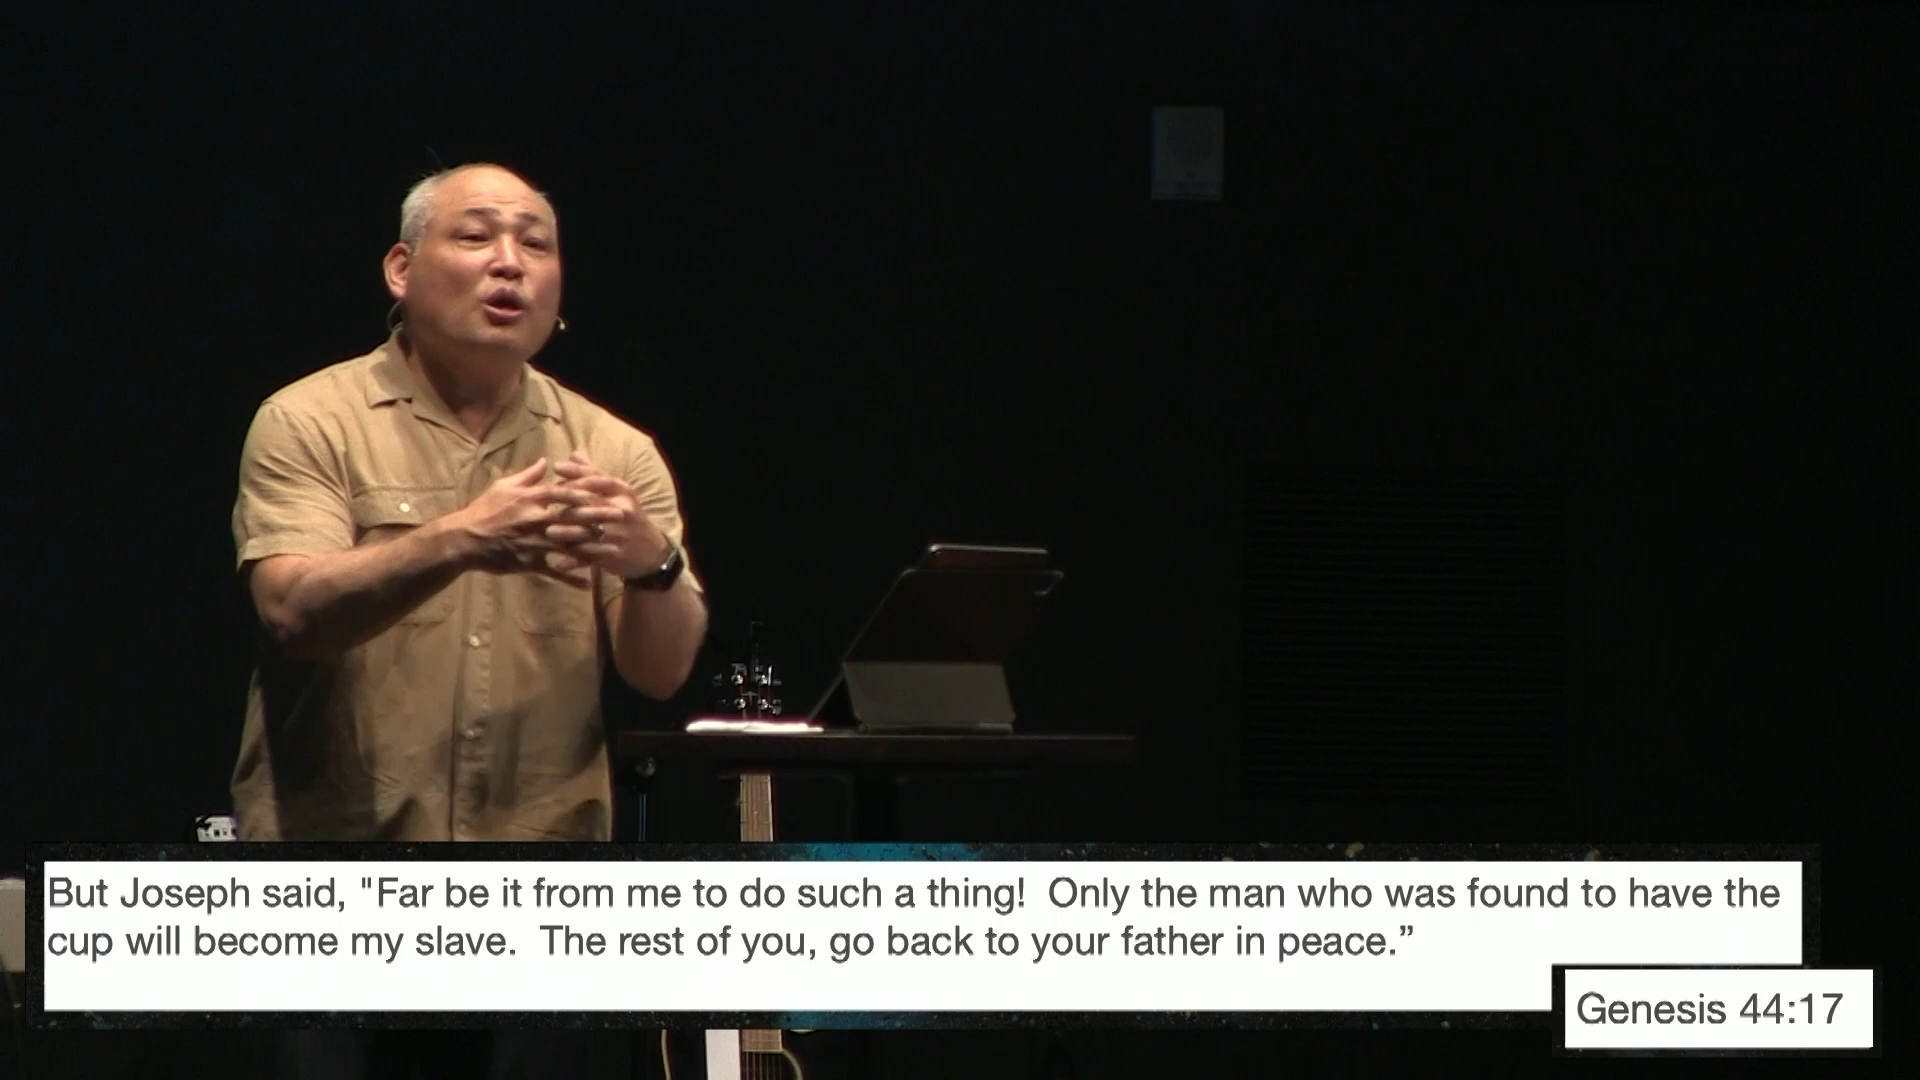 But Joseph said, "Far be it from me to do such a thing!  Only the man who was found to have the
cup will become my slave.  The rest of you, go back to your father in peace.”
Genesis 44:17